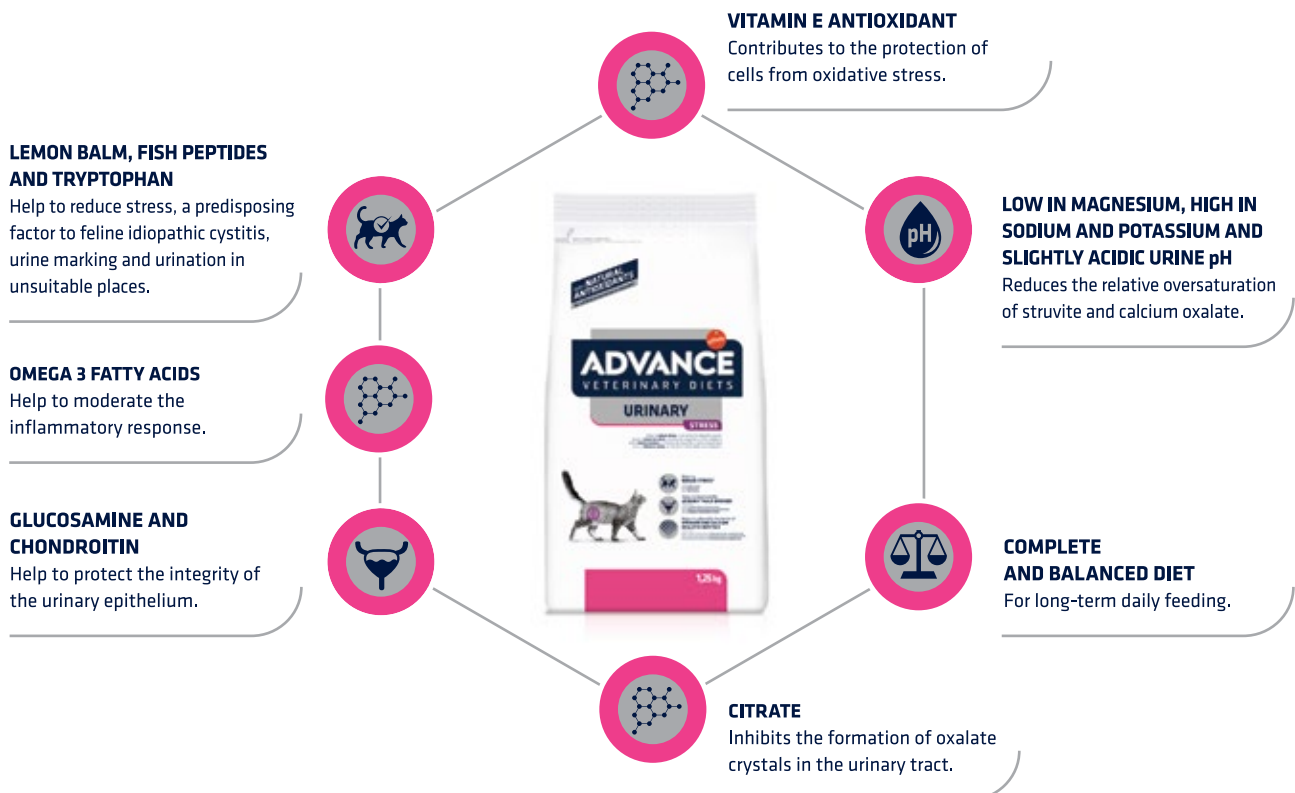 VITAMIN E ANTIOXIDANT
Contributes to the protection of
cells from oxidative stress.
LEMON BALM, FISH PEPTIDES
AND TRYPTOPHAN
Help to reduce stress, a predisposing
factor to feline idiopathic cystitis,
urine marking and urination in
unsuitable places.
pH
LOW IN MAGNESIUM, HIGH IN
SODIUM AND POTASSIUM AND
SLIGHTLY ACIDIC URINE pH
Reduces the relative oversaturation
of struvite and calcium oxalate.
NATURAL
ANTIOXIDANTS
ADVANCE
VETERINARY DIETS
URINARY
STRESS
1,25 kg
OMEGA 3 FATTY ACIDS
Help to moderate the
inflammatory response.
GLUCOSAMINE AND
CHONDROITIN
Help to protect the integrity of
the urinary epithelium.
COMPLETE
AND BALANCED DIET
For long-term daily feeding.
CITRATE
Inhibits the formation of oxalate
crystals in the urinary tract.